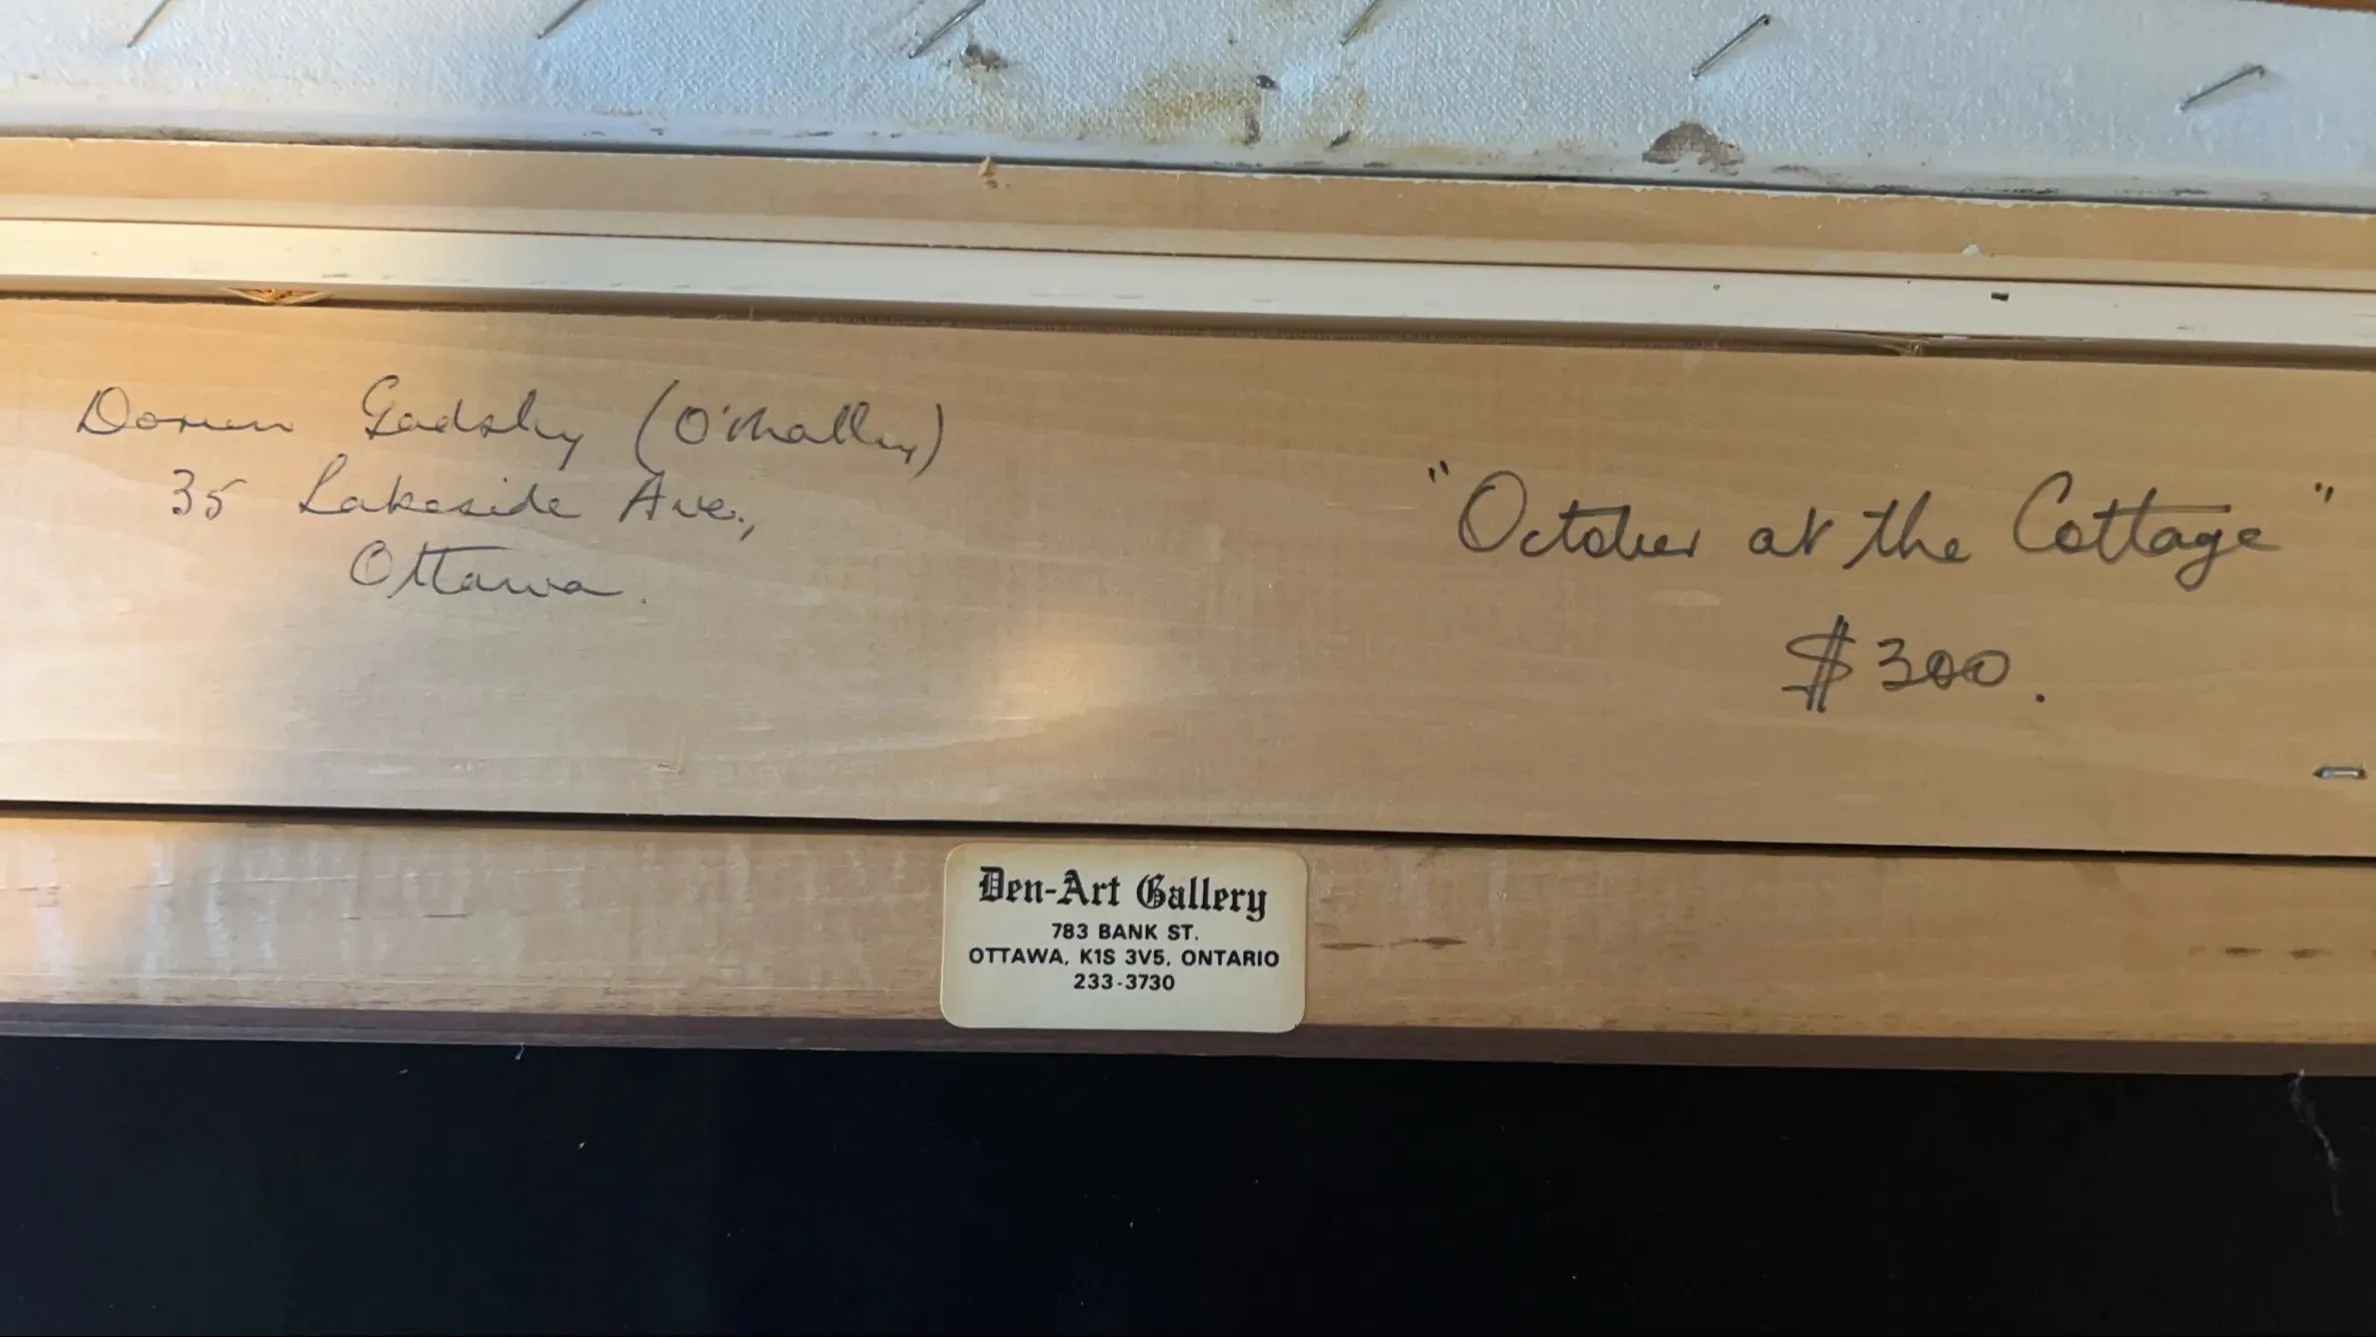 Doreen Gadsby (O'Malley)
35 Lakeside Ave.,
Ottawa.
"October at the Cottage"
$300.
Den-Art Gallery
783 BANK ST.
OTTAWA, K1S 3V5, ONTARIO
233-3730